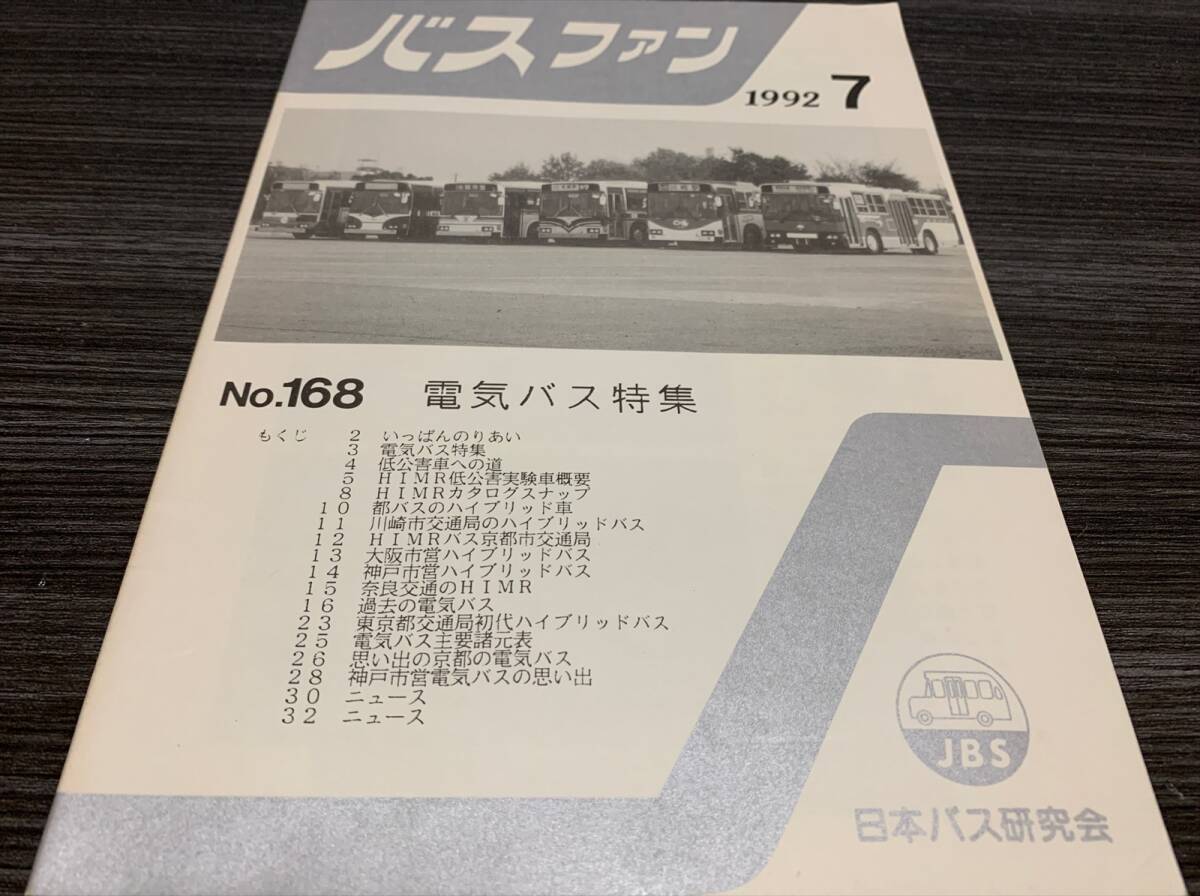 バスファン
1992 7
No.168 電気バス特集
もくじ 2 いっぱんのりあい
3 電気バス特集
4 低公害車への道
5 HIMR低公害実験車概要
8 HIMRカタログスナップ
10 都バスのハイブリッド車
11 川崎市交通局のハイブリッドバス
12 HIMRバス京都市交通局
13 大阪市営ハイブリッドバス
14 神戸市営ハイブリッドバス
15 奈良交通のHIMR
16 過去の電気バス
23 東京都交通局初代ハイブリッドバス
25 電気バス主要諸元表
26 思い出の京都の電気バス
28 神戸市営電気バスの思い出
30 ニュース
32 ニュース
JBS
日本バス研究会